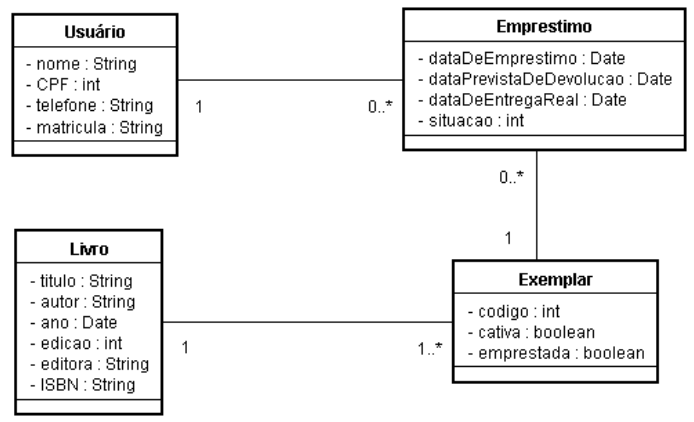 Usuário
- nome : String
- CPF : int
- telefone : String
- matricula : String
1
0..*
Emprestimo
- dataDeEmprestimo : Date
- dataPrevistaDeDevolucao : Date
- dataDeEntregaReal : Date
- situacao : int
0..*
1
Livro
- titulo : String
- autor : String
- ano : Date
- edicao : int
- editora : String
- ISBN : String
1
1..*
Exemplar
- codigo : int
- cativa : boolean
- emprestada : boolean